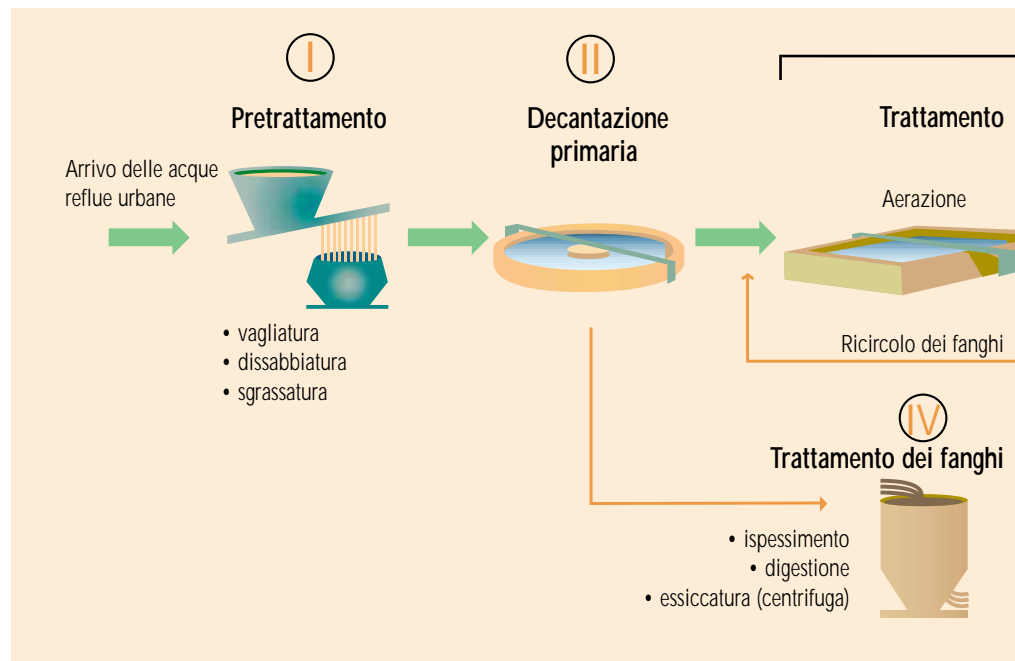 I
Pretrattamento
Arrivo delle acque
reflue urbane
• vagliatura
• dissabbiatura
• sgrassatura
II
Decantazione
primaria
Trattamento
Aerazione
Ricircolo dei fanghi
IV
Trattamento dei fanghi
• ispessimento
• digestione
• essiccatura (centrifuga)